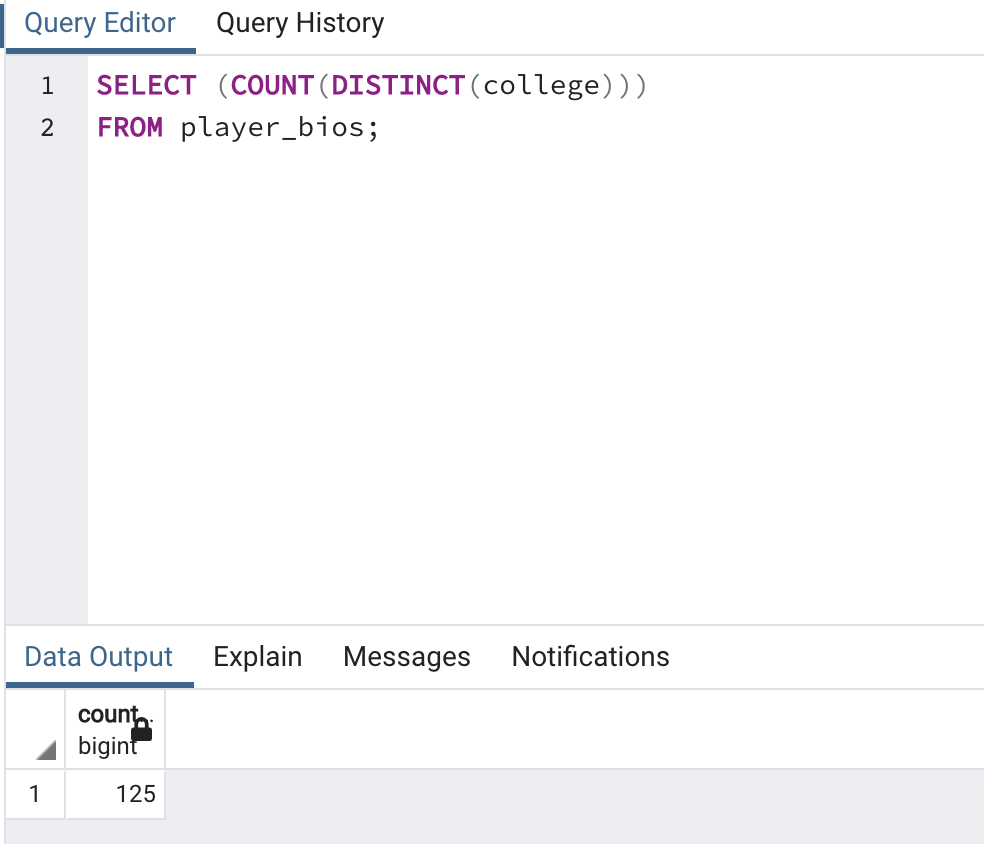 Query Editor Query History
1 SELECT (COUNT(DISTINCT(college)))
2 FROM player_bios;
Data Output Explain Messages Notifications
count
bigint
1 125